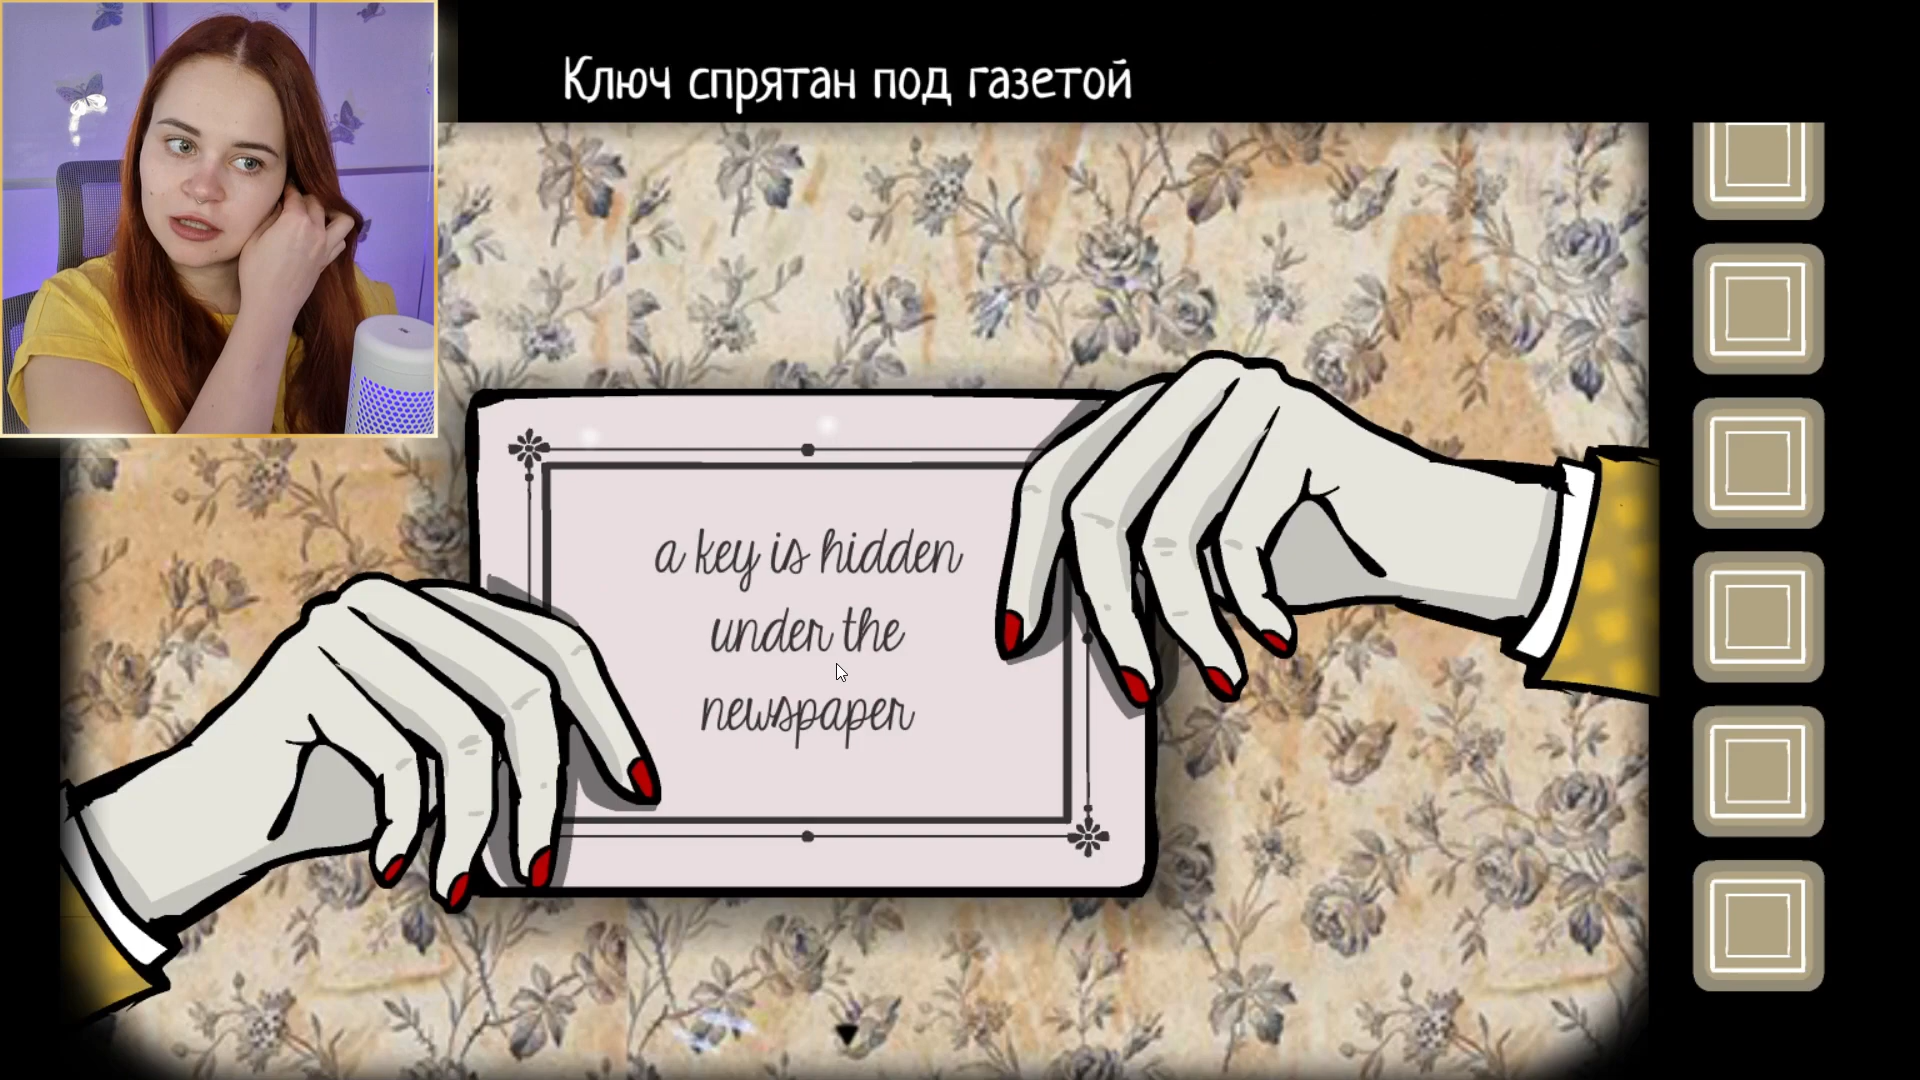 Ключ спрятан под газетой
a key is hidden
under the
newspaper